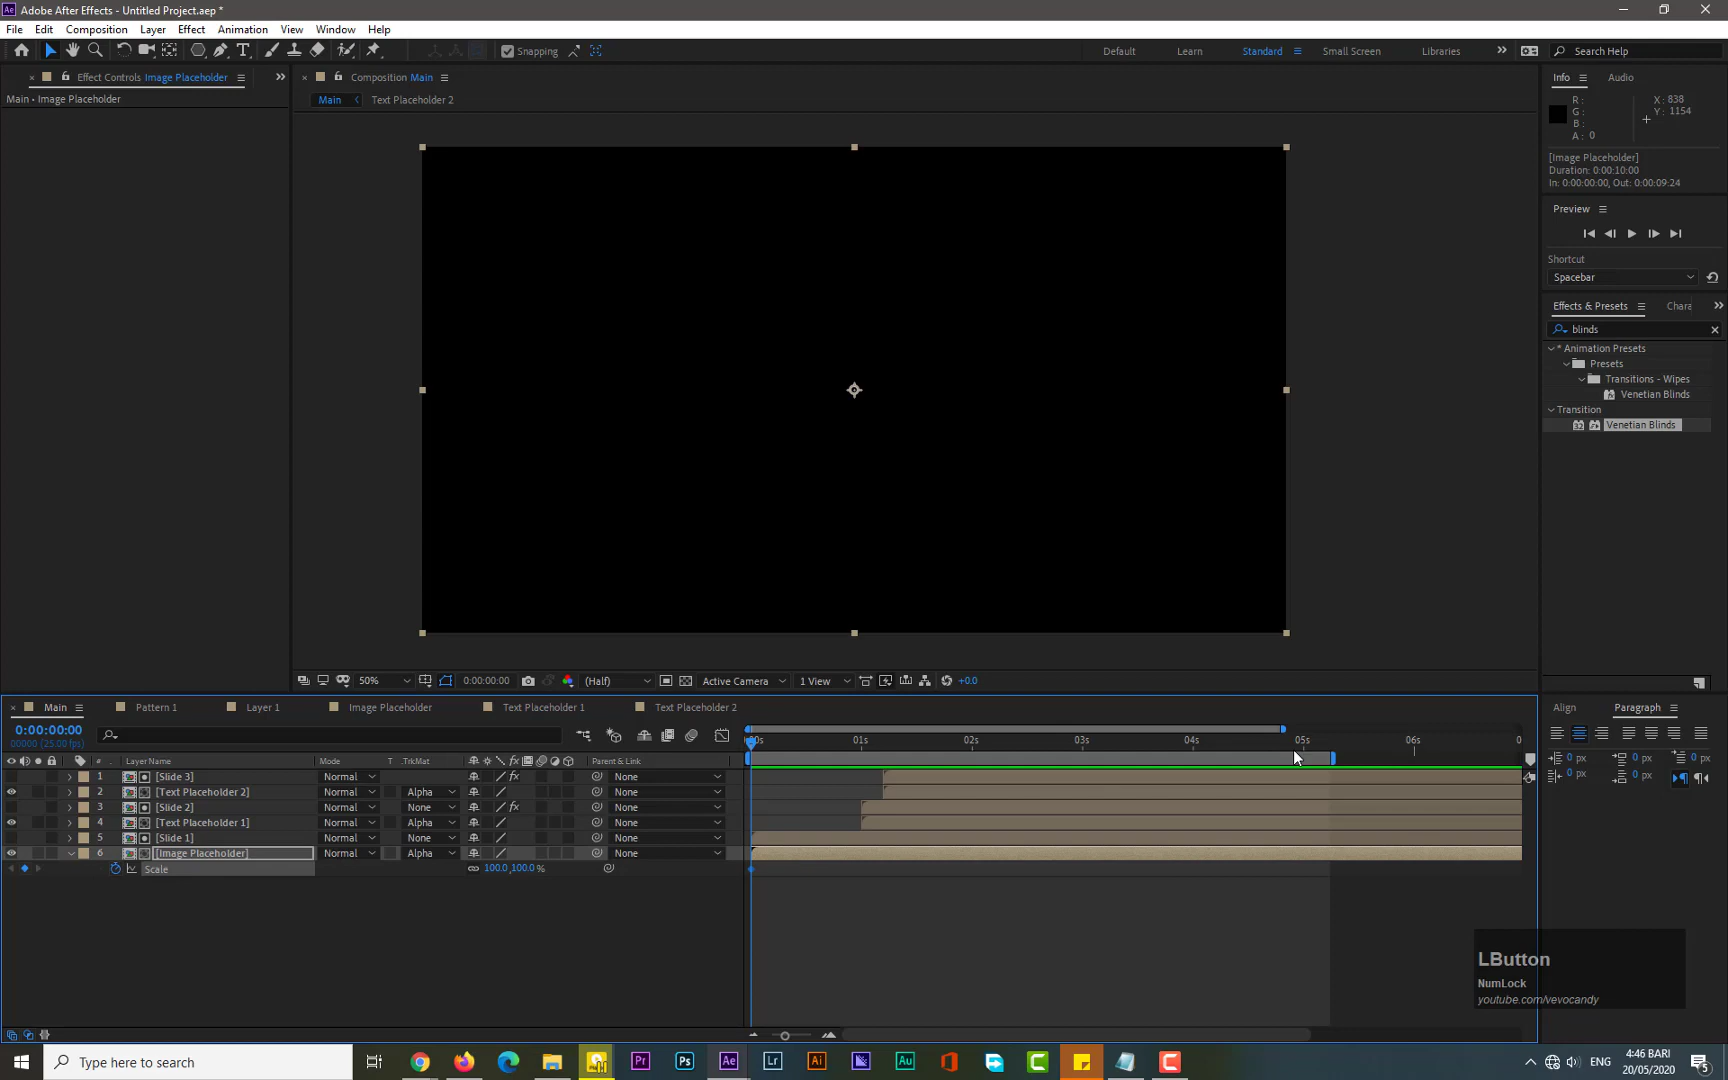 Adobe After Effects - Untitled Project.aep *
File Edit Composition Layer Effect Animation View Window Help
Snapping Default Learn Standard Small Screen Libraries Search Help
Effect Controls Image Placeholder
Main • Image Placeholder
Composition Main
Main Text Placeholder 2
Info Audio
R : X : 838
G : Y : 1154
B :
A : 0
[Image Placeholder]
Duration: 0:00:10:00
In: 0:00:00:00, Out: 0:00:09:24
Preview
Shortcut
Spacebar
Effects & Presets Chara
blinds
* Animation Presets
Presets
Transitions - Wipes
Venetian Blinds
Transition
Venetian Blinds
50% 0:00:00:00 (Half) Active Camera 1 View +0.0
Main Pattern 1 Layer 1 Image Placeholder Text Placeholder 1 Text Placeholder 2
0:00:00:00
00000 (25.00 fps)
01s 02s 03s 04s 05s 06s 0
# Layer Name Mode T .TrkMat Parent & Link
1 [Slide 3] Normal None
2 [Text Placeholder 2] Normal Alpha None
3 [Slide 2] Normal None None
4 [Text Placeholder 1] Normal Alpha None
5 [Slide 1] Normal None None
6 [Image Placeholder] Normal Alpha None
Scale 100.0,100.0%
Align Paragraph
0 px 0 px 0 px
0 px 0 px
LButton
NumLock
youtube.com/vevocandy
Type here to search
ENG 4:46 BARI
20/05/2020
5